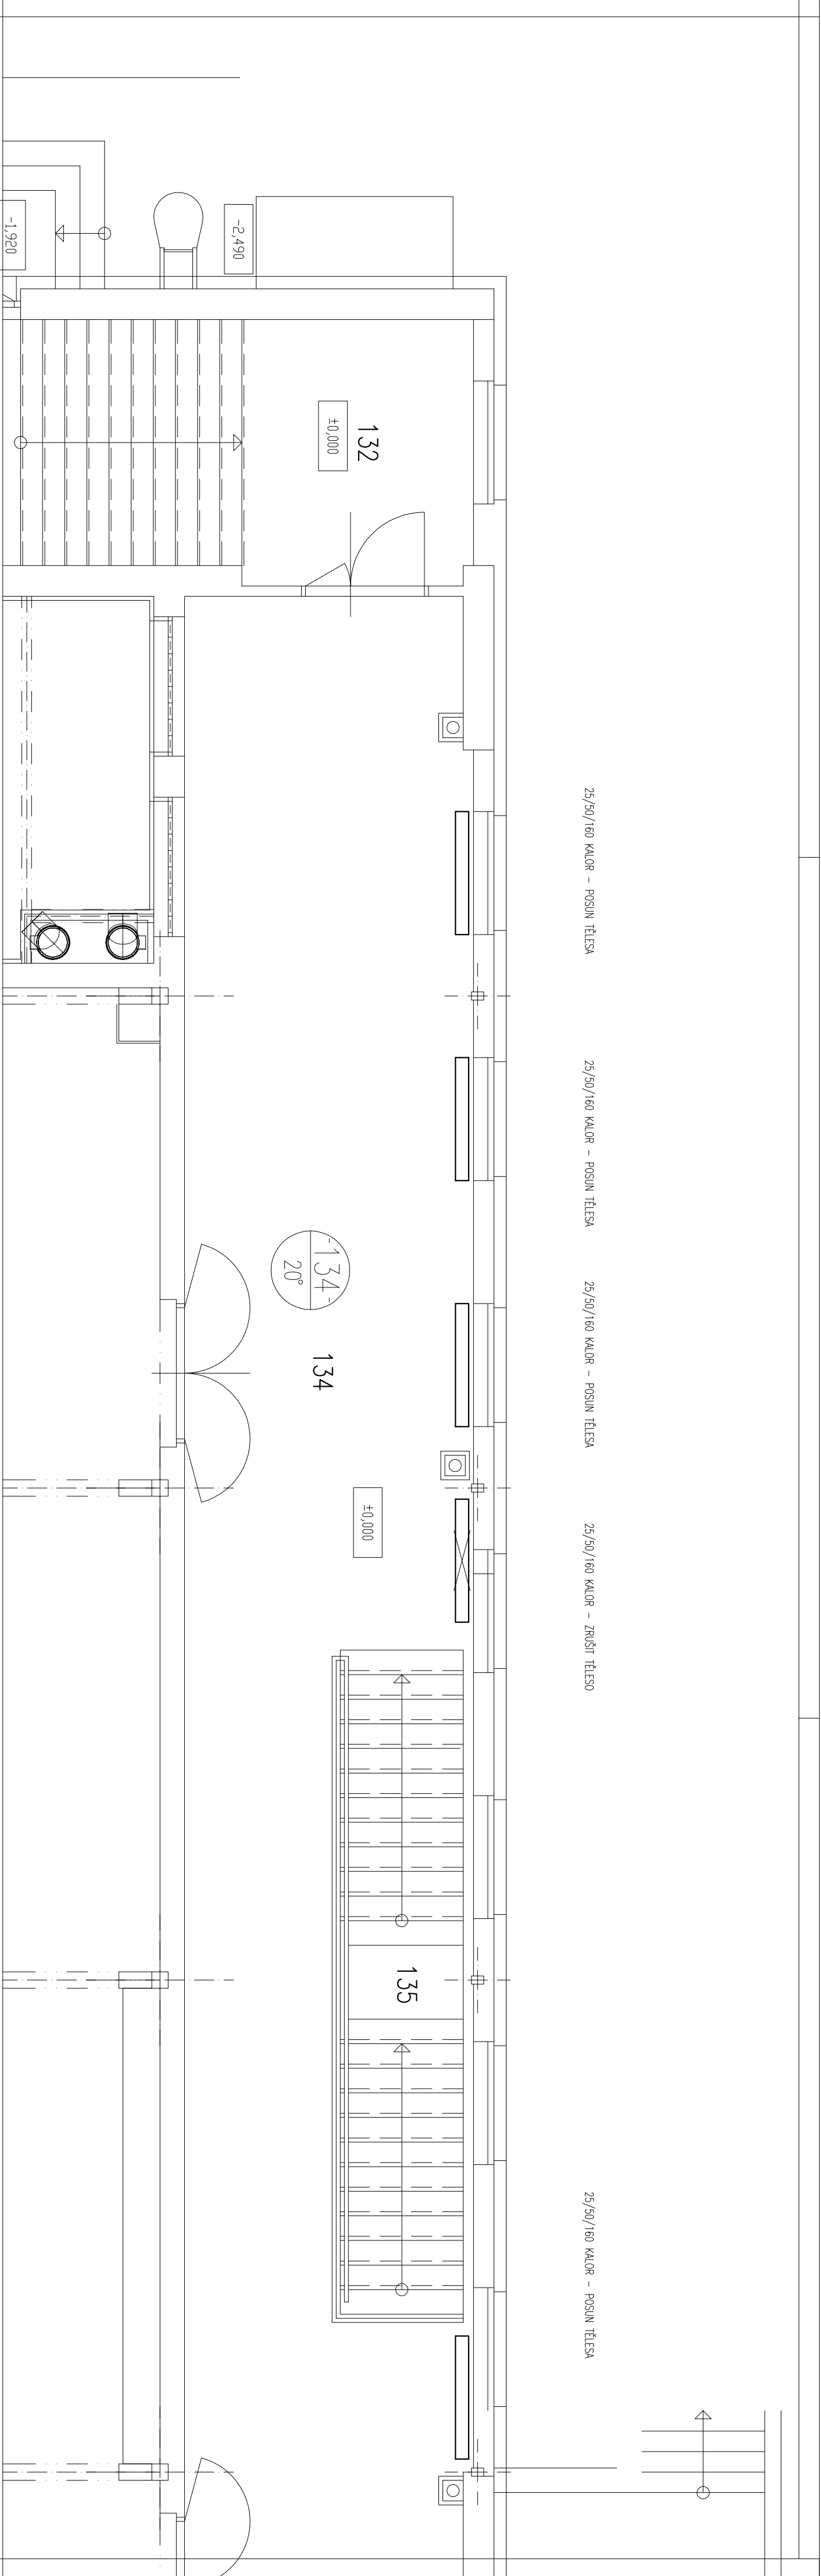 -1,920
-2,490
132
±0,000
25/50/160 KALOR - POSUN TĚLESA
25/50/160 KALOR - POSUN TĚLESA
-134-
20°
25/50/160 KALOR - POSUN TĚLESA
134
±0,000
25/50/160 KALOR - ZRUŠIT TĚLESO
135
25/50/160 KALOR - POSUN TĚLESA